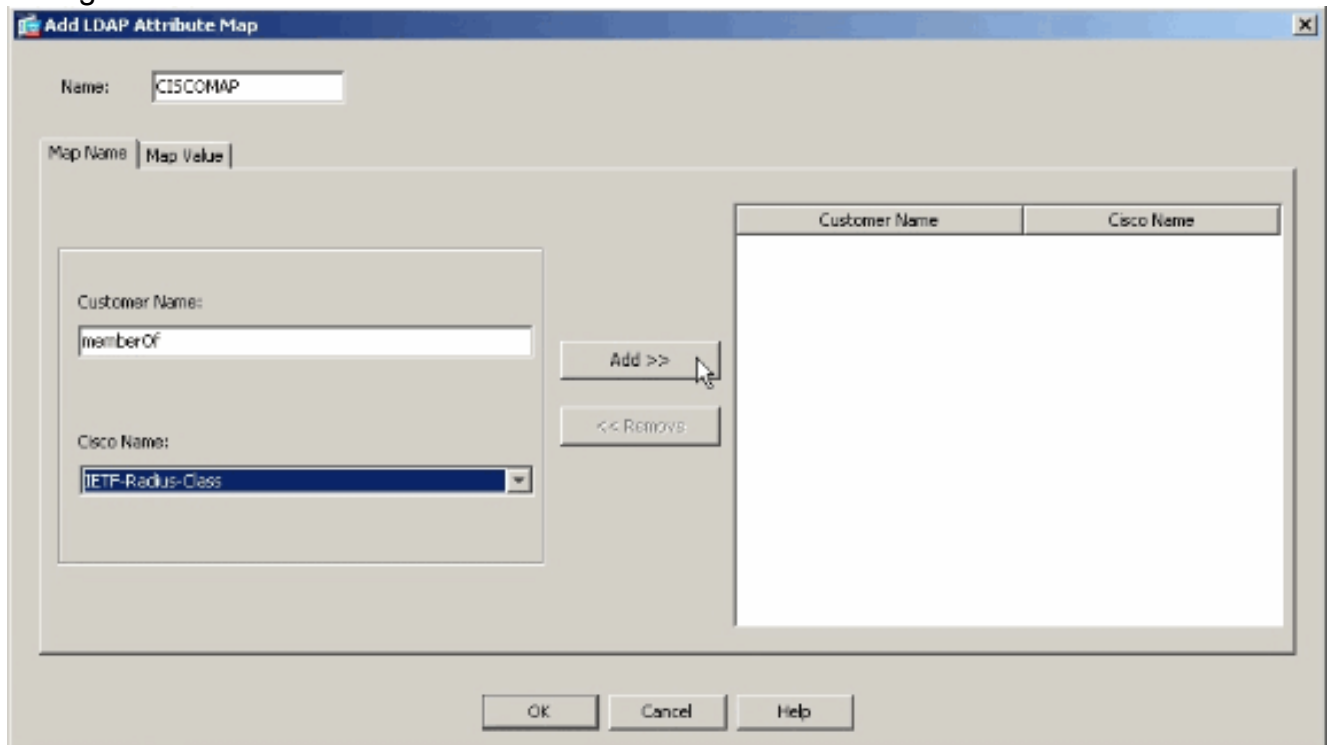 Add LDAP Attribute Map
Name: CISCOMAP
Map Name Map Value
Customer Name Cisco Name
Customer Name:
memberOf
Add >>
<< Remove
Cisco Name:
IETF-Radius-Class
OK Cancel Help